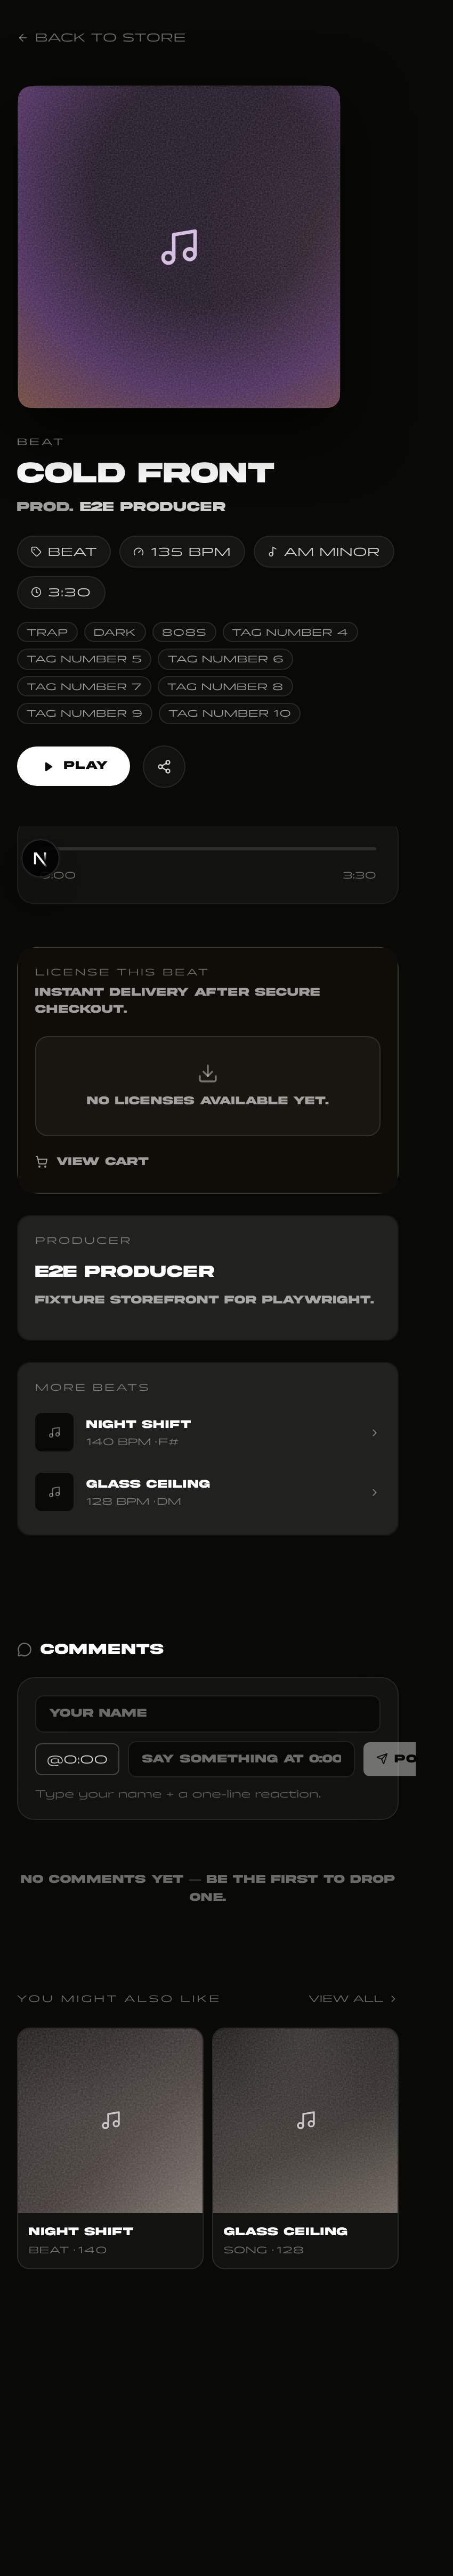 BACK TO STORE
BEAT
COLD FRONT
PROD. E2E PRODUCER
BEAT
135 BPM
AM MINOR
3:30
TRAP
DARK
808S
TAG NUMBER 4
TAG NUMBER 5
TAG NUMBER 6
TAG NUMBER 7
TAG NUMBER 8
TAG NUMBER 9
TAG NUMBER 10
PLAY
N
:00
3:30
LICENSE THIS BEAT
INSTANT DELIVERY AFTER SECURE
CHECKOUT.
NO LICENSES AVAILABLE YET.
VIEW CART
PRODUCER
E2E PRODUCER
FIXTURE STOREFRONT FOR PLAYWRIGHT.
MORE BEATS
NIGHT SHIFT
140 BPM ·F#
GLASS CEILING
128 BPM ·DM
COMMENTS
YOUR NAME
@0:00
SAY SOMETHING AT 0:00
PO
Type your name + a one-line reaction.
NO COMMENTS YET — BE THE FIRST TO DROP
ONE.
YOU MIGHT ALSO LIKE
VIEW ALL
NIGHT SHIFT
BEAT ·140
GLASS CEILING
SONG ·128